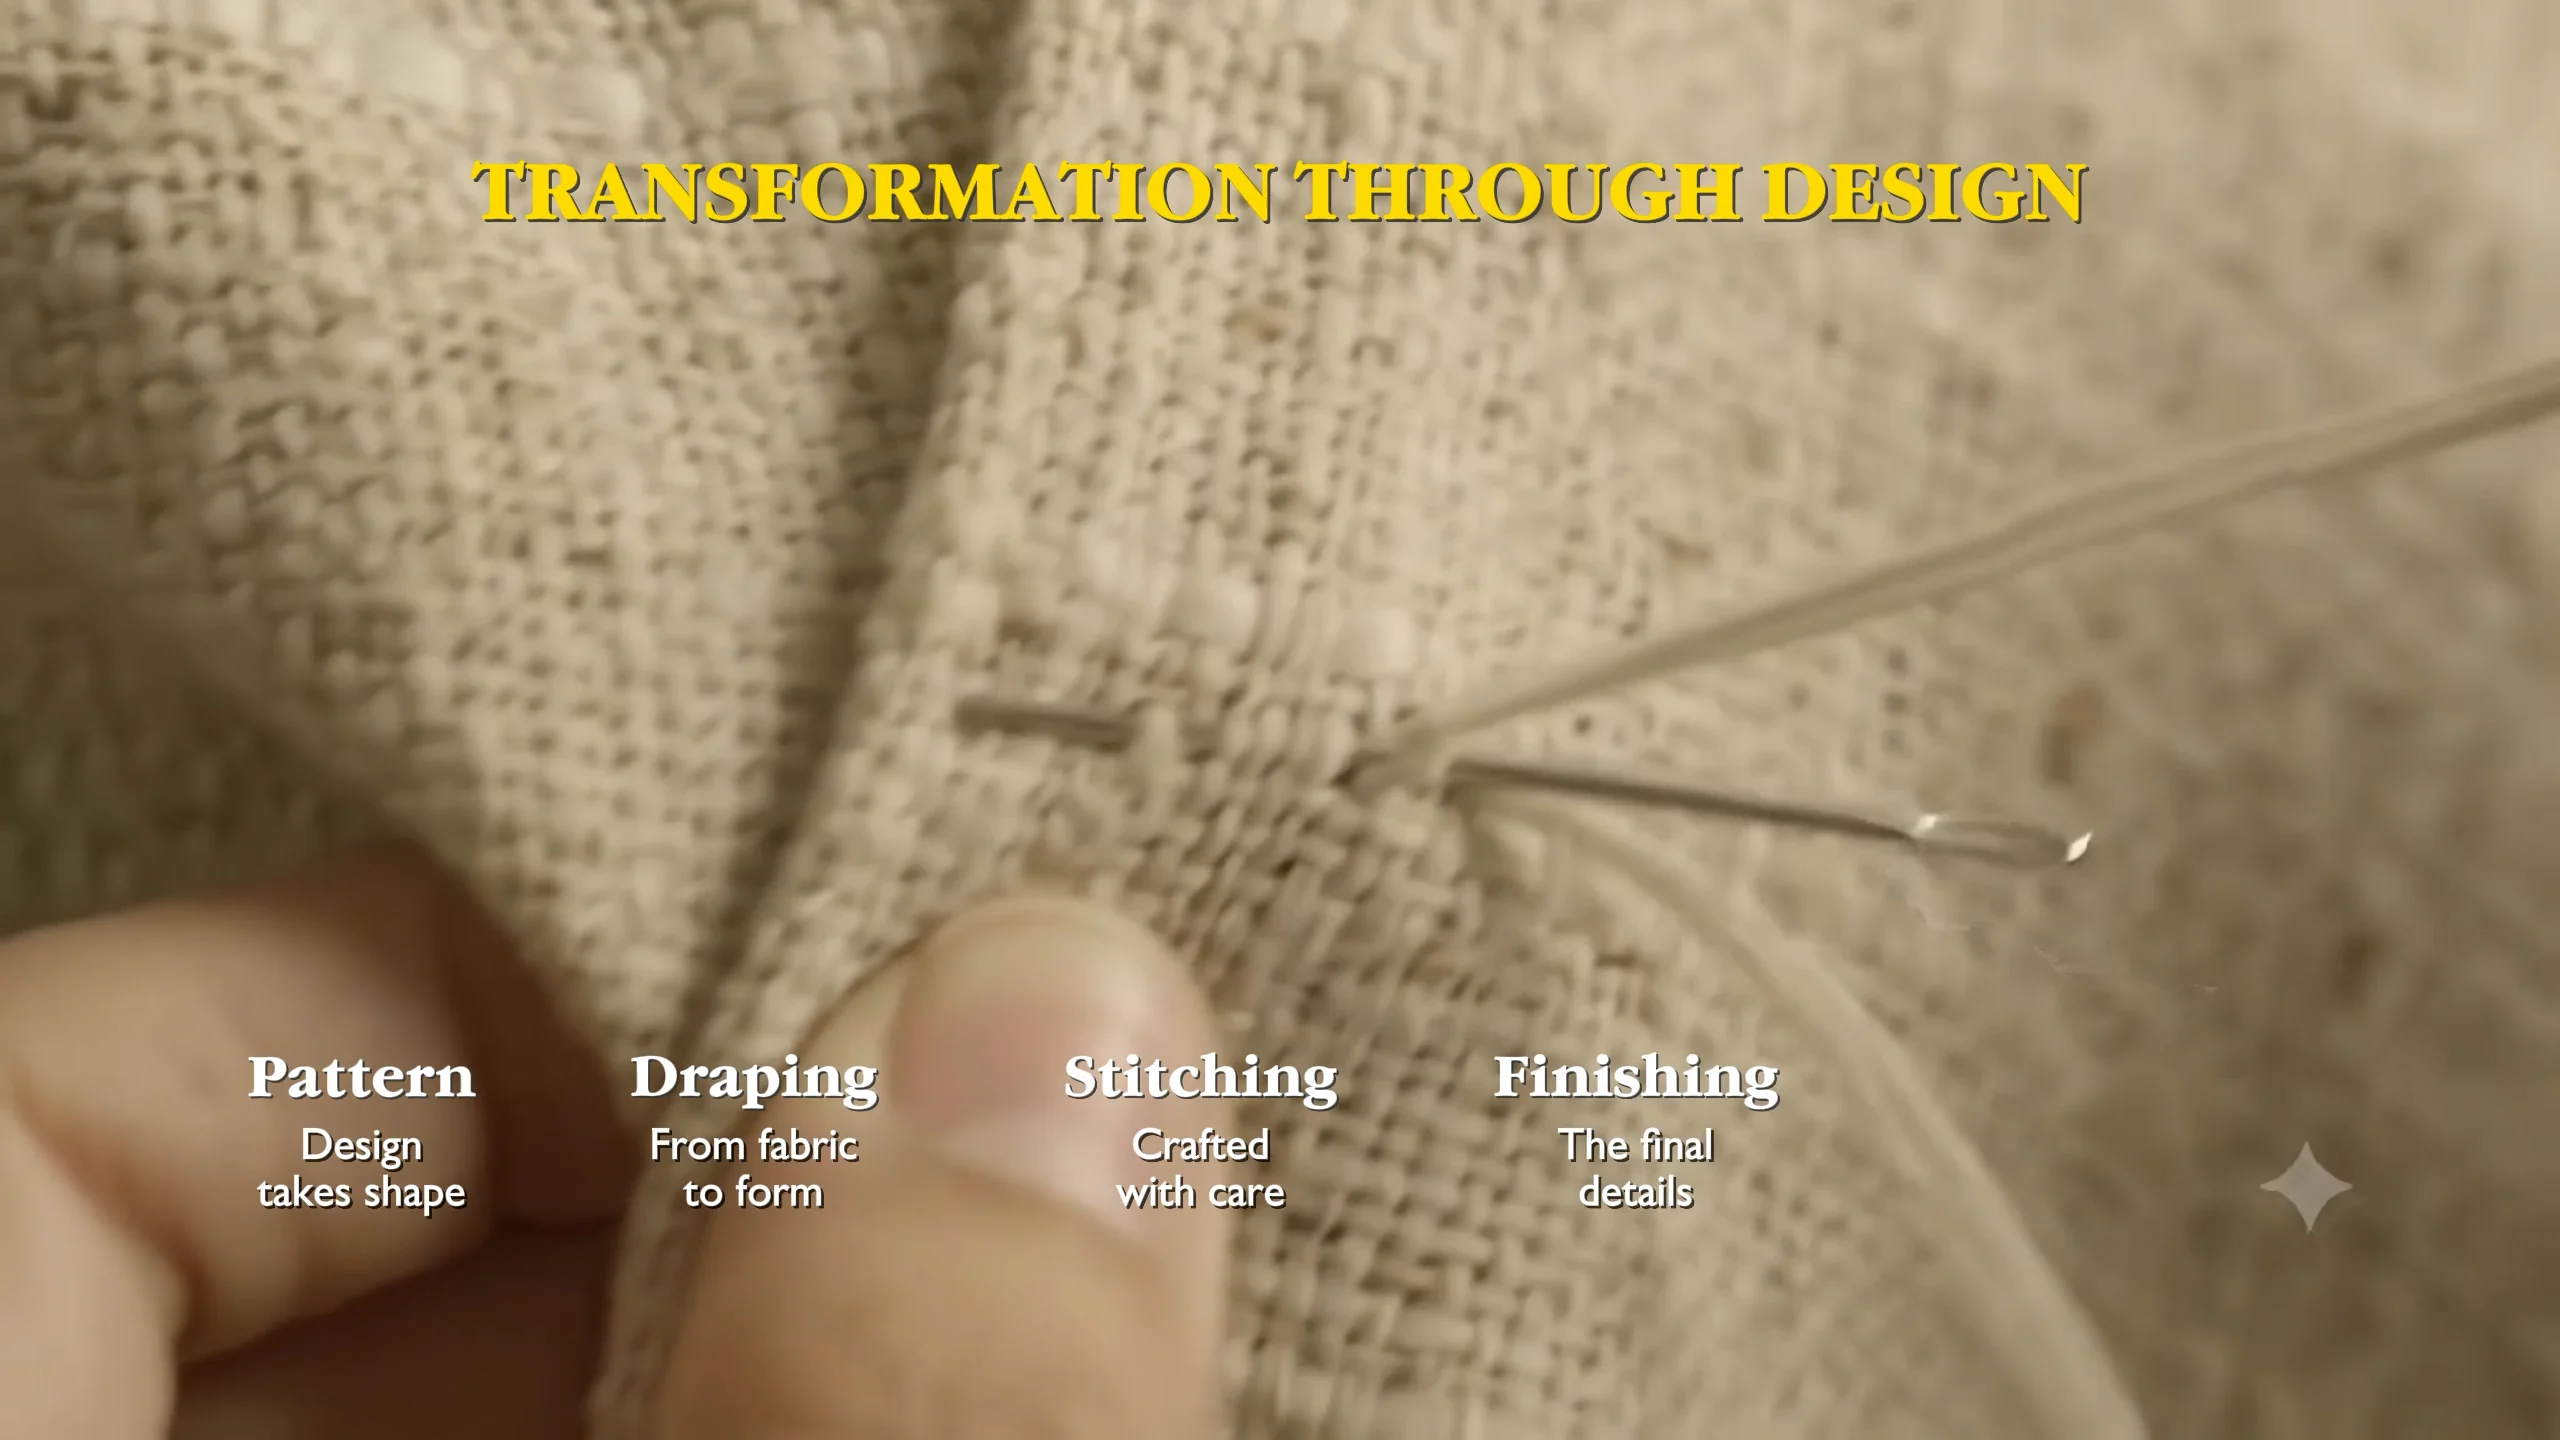 TRANSFORMATION THROUGH DESIGN
Pattern
Design
takes shape
Draping
From fabric
to form
Stitching
Crafted
with care
Finishing
The final
details